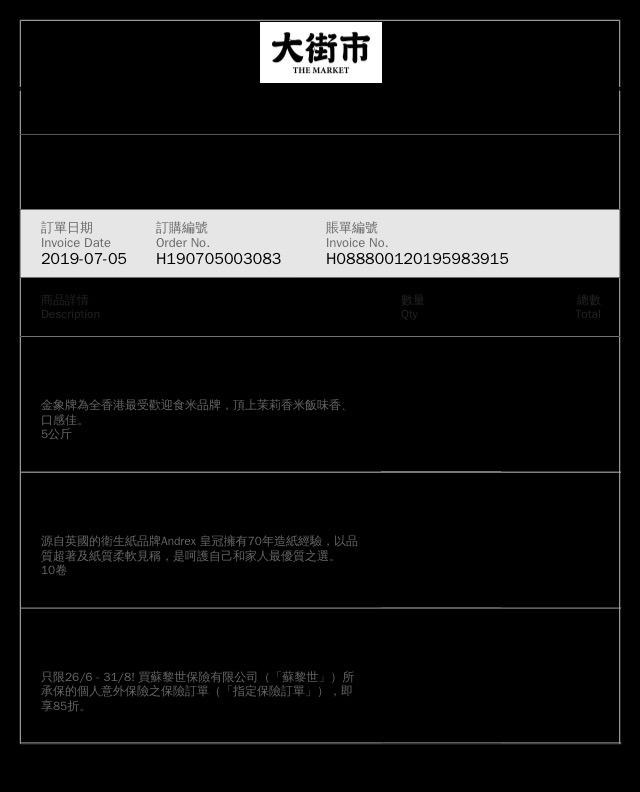 大街市
THE MARKET
訂單日期 訂購編號 賬單編號
Invoice Date Order No. Invoice No.
2019-07-05 H190705003083 H088800120195983915
商品詳情 數量 總數
Description Qty Total
金象牌為全香港最受歡迎食米品牌，頂上茉莉香米飯味香、
口感佳。
5公斤
源自英國的衛生紙品牌Andrex 皇冠擁有70年造紙經驗，以品
質超著及紙質柔軟見稱，是呵護自己和家人最優質之選。
10卷
只限26/6 - 31/8! 買蘇黎世保險有限公司（「蘇黎世」）所
承保的個人意外保險之保險訂單（「指定保險訂單」），即
享85折。